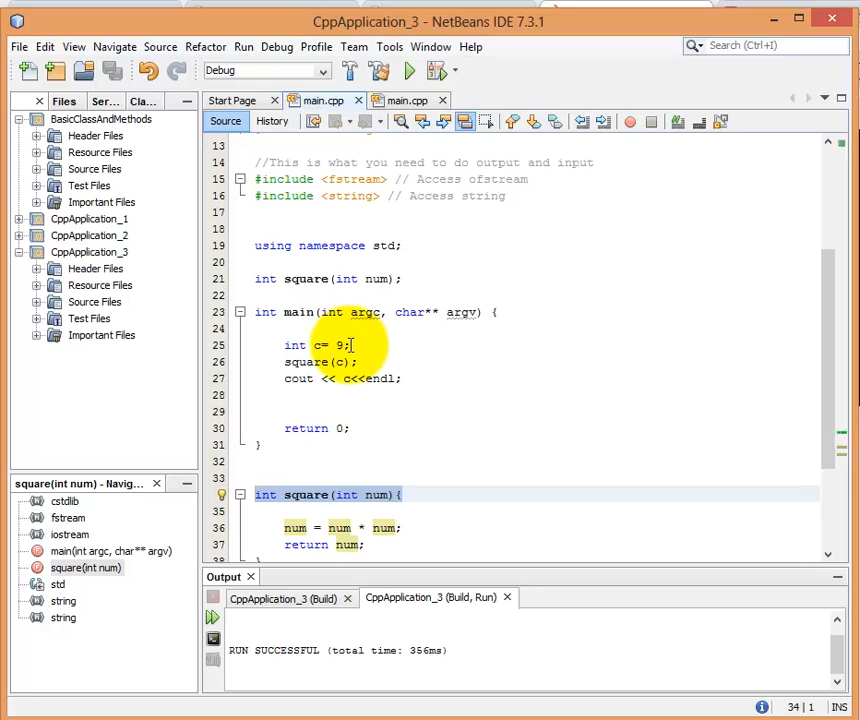 CppApplication_3 - NetBeans IDE 7.3.1
File Edit View Navigate Source Refactor Run Debug Profile Team Tools Window Help
Search (Ctrl+I)
Debug
Files Ser... Cla...
Start Page main.cpp main.cpp
Source History
BasicClassAndMethods
Header Files
Resource Files
Source Files
Test Files
Important Files
CppApplication_1
CppApplication_2
CppApplication_3
Header Files
Resource Files
Source Files
Test Files
Important Files
13
14 //This is what you need to do output and input
15 #include <fstream> // Access ofstream
16 #include <string> // Access string
17
18
19 using namespace std;
20
21 int square(int num);
22
23 int main(int argc, char** argv) {
24
25 int c= 9;
26 square(c);
27 cout << c<<endl;
28
29
30 return 0;
31 }
32
33
int square(int num){
35
36 num = num * num;
37 return num;
38 }
square(int num) - Navig...
cstdlib
fstream
iostream
main(int argc, char** argv)
square(int num)
std
string
string
Output
CppApplication_3 (Build) CppApplication_3 (Build, Run)
RUN SUCCESSFUL (total time: 356ms)
34 | 1 INS